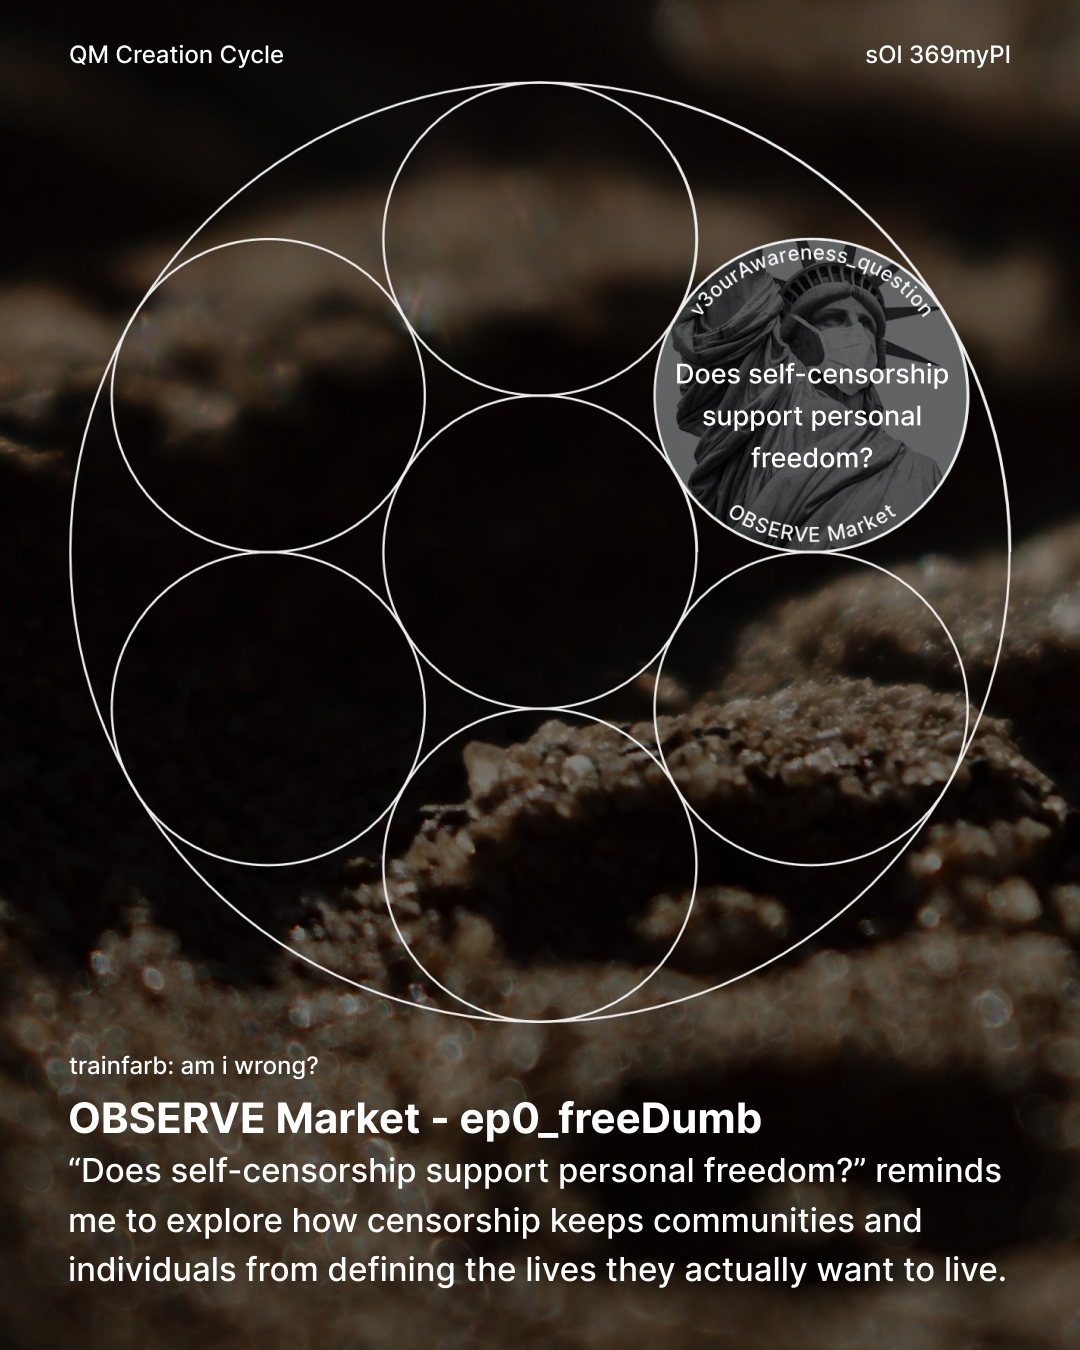 QM Creation Cycle
sOl 369myPl
v3ourAwareness_question
Does self-censorship
support personal
freedom?
OBSERVE Market
trainfarb: am i wrong?
OBSERVE Market - ep0_freeDumb
“Does self-censorship support personal freedom?” reminds
me to explore how censorship keeps communities and
individuals from defining the lives they actually want to live.